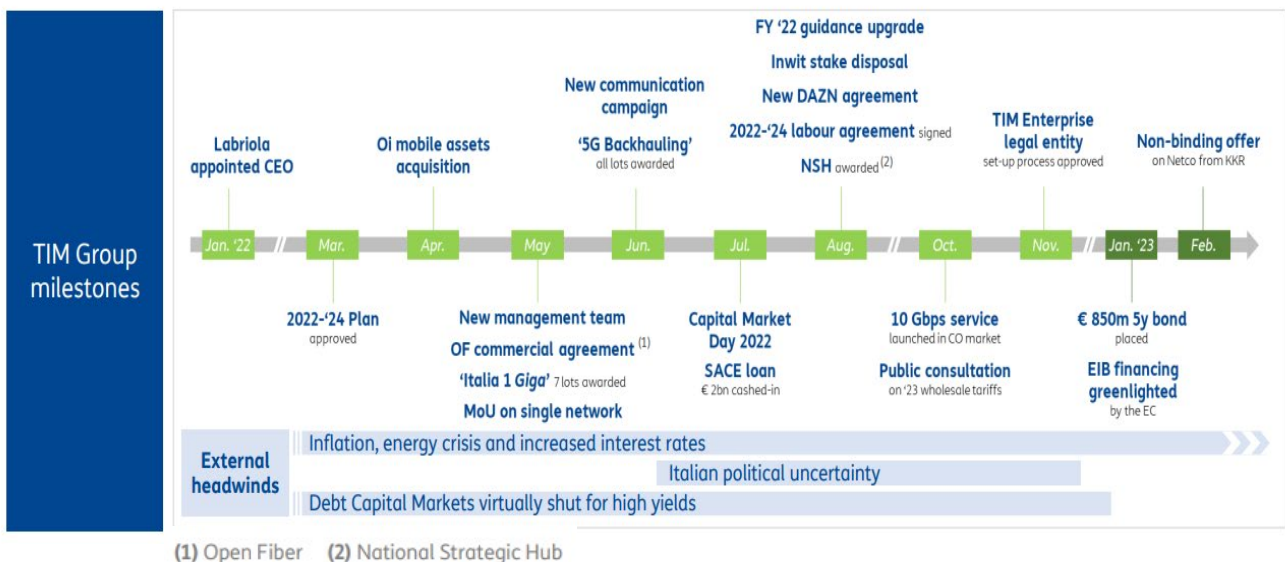 TIM Group
milestones
FY ‘22 guidance upgrade
Inwit stake disposal
New DAZN agreement
2022-‘24 labour agreement signed
NSH awarded (2)
New communication
campaign
‘5G Backhauling’
all lots awarded
Labriola
appointed CEO
Oi mobile assets
acquisition
TIM Enterprise
legal entity
set-up process approved
Non-binding offer
on Netco from KKR
Jan. ‘22
Mar.
Apr.
May
Jun.
Jul.
Aug.
Oct.
Nov.
Jan. ‘23
Feb.
2022-‘24 Plan
approved
New management team
OF commercial agreement (1)
‘Italia 1 Giga’ 7 lots awarded
MoU on single network
Capital Market
Day 2022
SACE loan
€ 2bn cashed-in
10 Gbps service
launched in CO market
Public consultation
on ‘23 wholesale tariffs
€ 850m 5y bond
placed
EIB financing
greenlighted
by the EC
External
headwinds
Inflation, energy crisis and increased interest rates
Italian political uncertainty
Debt Capital Markets virtually shut for high yields
(1) Open Fiber (2) National Strategic Hub